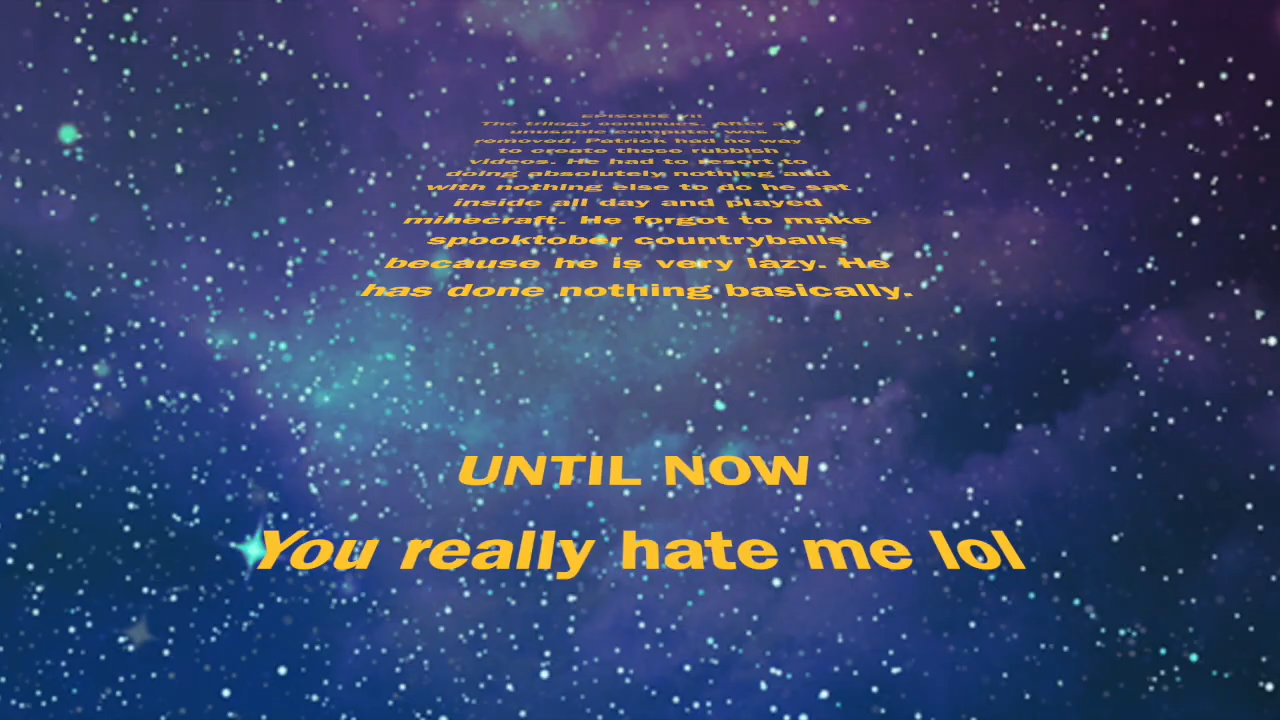 EPISODE VII
The trilogy continues. After a
unusable computer was
removed, Patrick had no way
to create those rubbish
videos. He had to resort to
doing absolutely nothing and
with nothing else to do he sat
inside all day and played
minecraft. He forgot to make
spooktober countryballs
because he is very lazy. He
has done nothing basically.
UNTIL NOW
You really hate me lol